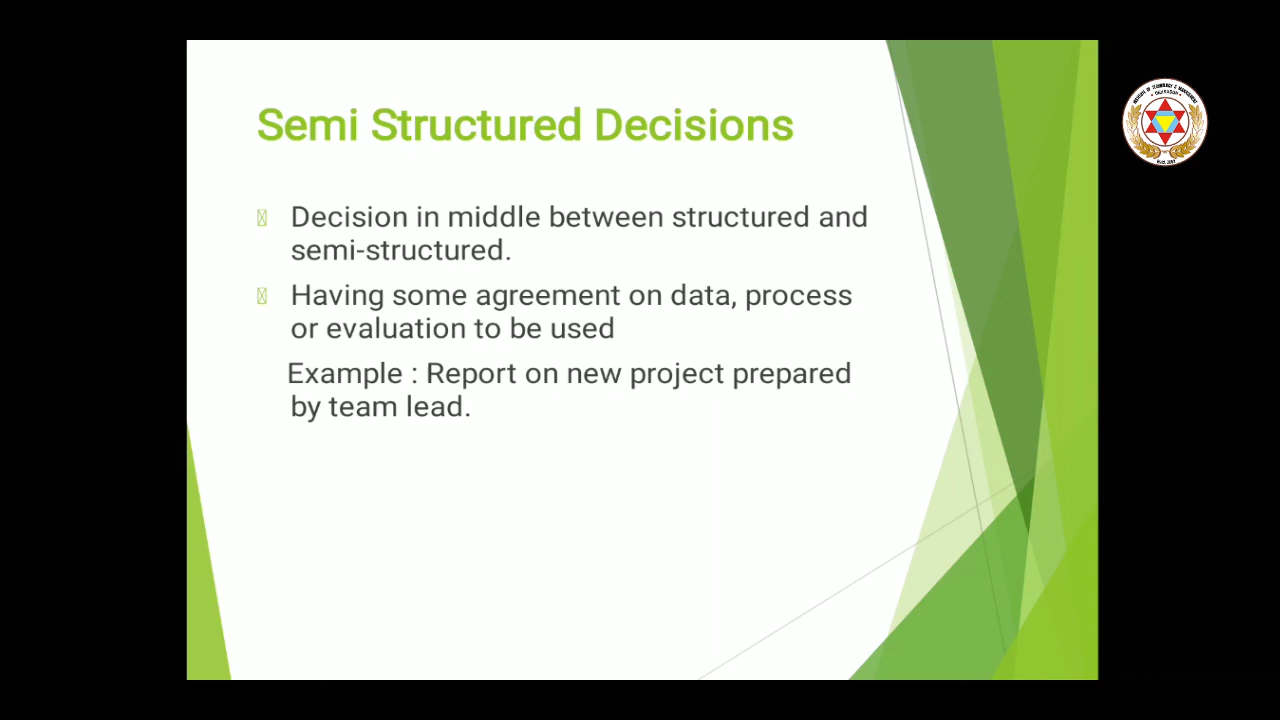 Semi Structured Decisions
Decision in middle between structured and
semi-structured.
Having some agreement on data, process
or evaluation to be used
Example : Report on new project prepared
by team lead.